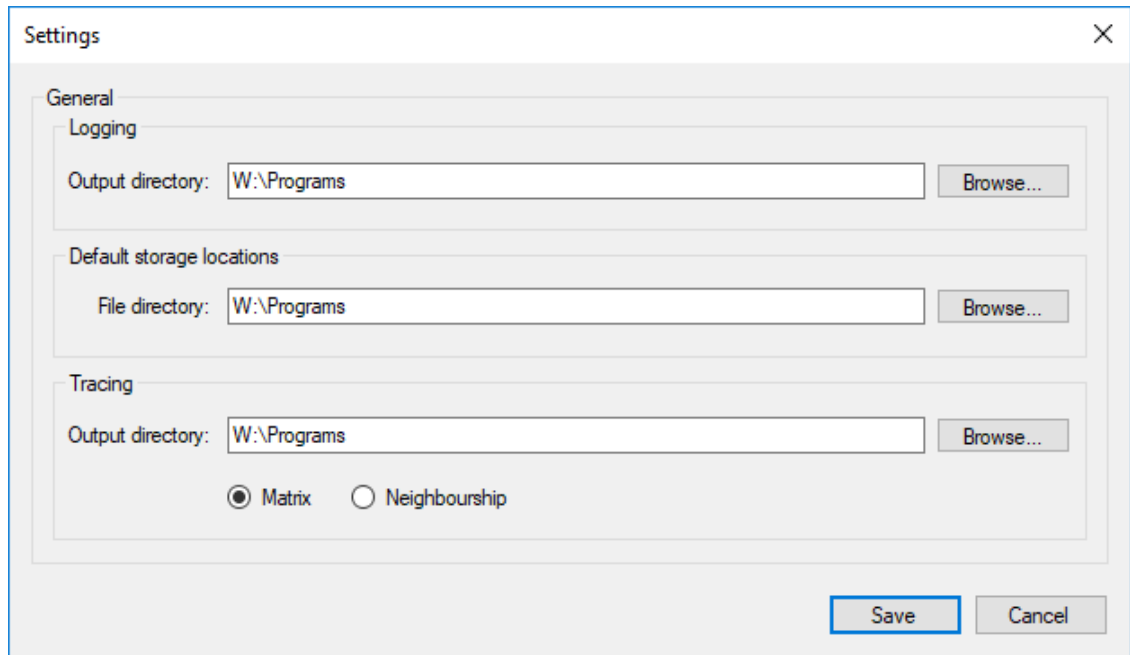 Settings
General
Logging
Output directory: W:\Programs Browse...
Default storage locations
File directory: W:\Programs Browse...
Tracing
Output directory: W:\Programs Browse...
Matrix Neighbourship
Save Cancel